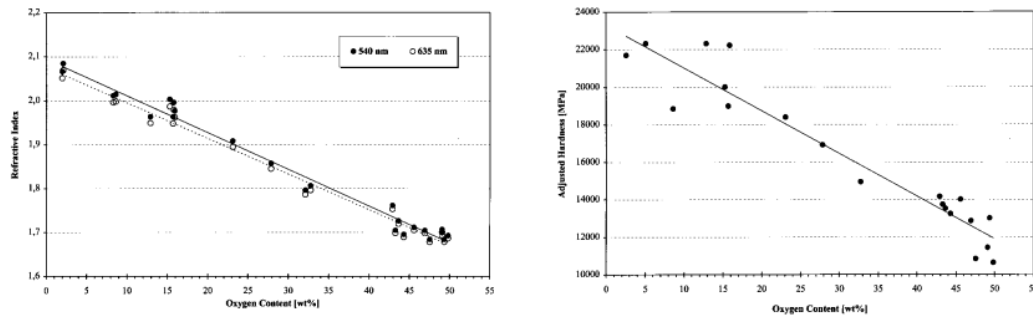 2,2
2,1
2,0
1,9
1,8
1,7
1,6
Refractive Index
540 nm 635 nm
0 5 10 15 20 25 30 35 40 45 50 55
Oxygen Content [wt%]
24000
22000
20000
18000
16000
14000
12000
10000
Adjusted Hardness [MPa]
0 5 10 15 20 25 30 35 40 45 50 55
Oxygen Content [wt%]